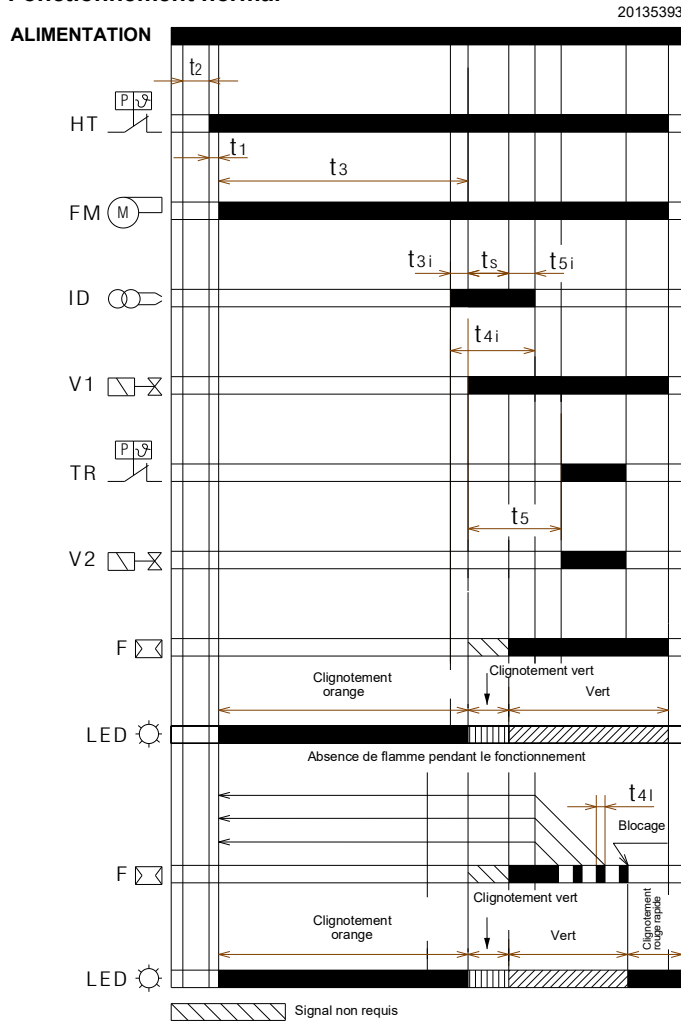 20135393
ALIMENTATION
t2
P ϑ
HT
t1
t3
FM M
t3i ts t5i
ID
t4i
V1
P ϑ
TR
t5
V2
F
Clignotement
orange
Clignotement vert
Vert
LED
Absence de flamme pendant le fonctionnement
t4l
Blocage
F
Clignotement
orange
Clignotement vert
Vert
Clignotement
rouge rapide
LED
Signal non requis